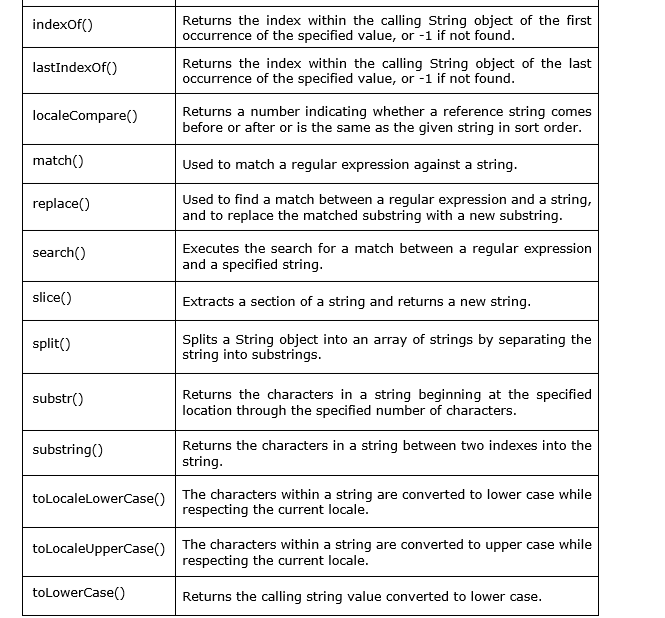 indexOf()
Returns the index within the calling String object of the first
occurrence of the specified value, or -1 if not found.
lastIndexOf()
Returns the index within the calling String object of the last
occurrence of the specified value, or -1 if not found.
localeCompare()
Returns a number indicating whether a reference string comes
before or after or is the same as the given string in sort order.
match()
Used to match a regular expression against a string.
replace()
Used to find a match between a regular expression and a string,
and to replace the matched substring with a new substring.
search()
Executes the search for a match between a regular expression
and a specified string.
slice()
Extracts a section of a string and returns a new string.
split()
Splits a String object into an array of strings by separating the
string into substrings.
substr()
Returns the characters in a string beginning at the specified
location through the specified number of characters.
substring()
Returns the characters in a string between two indexes into the
string.
toLocaleLowerCase()
The characters within a string are converted to lower case while
respecting the current locale.
toLocaleUpperCase()
The characters within a string are converted to upper case while
respecting the current locale.
toLowerCase()
Returns the calling string value converted to lower case.